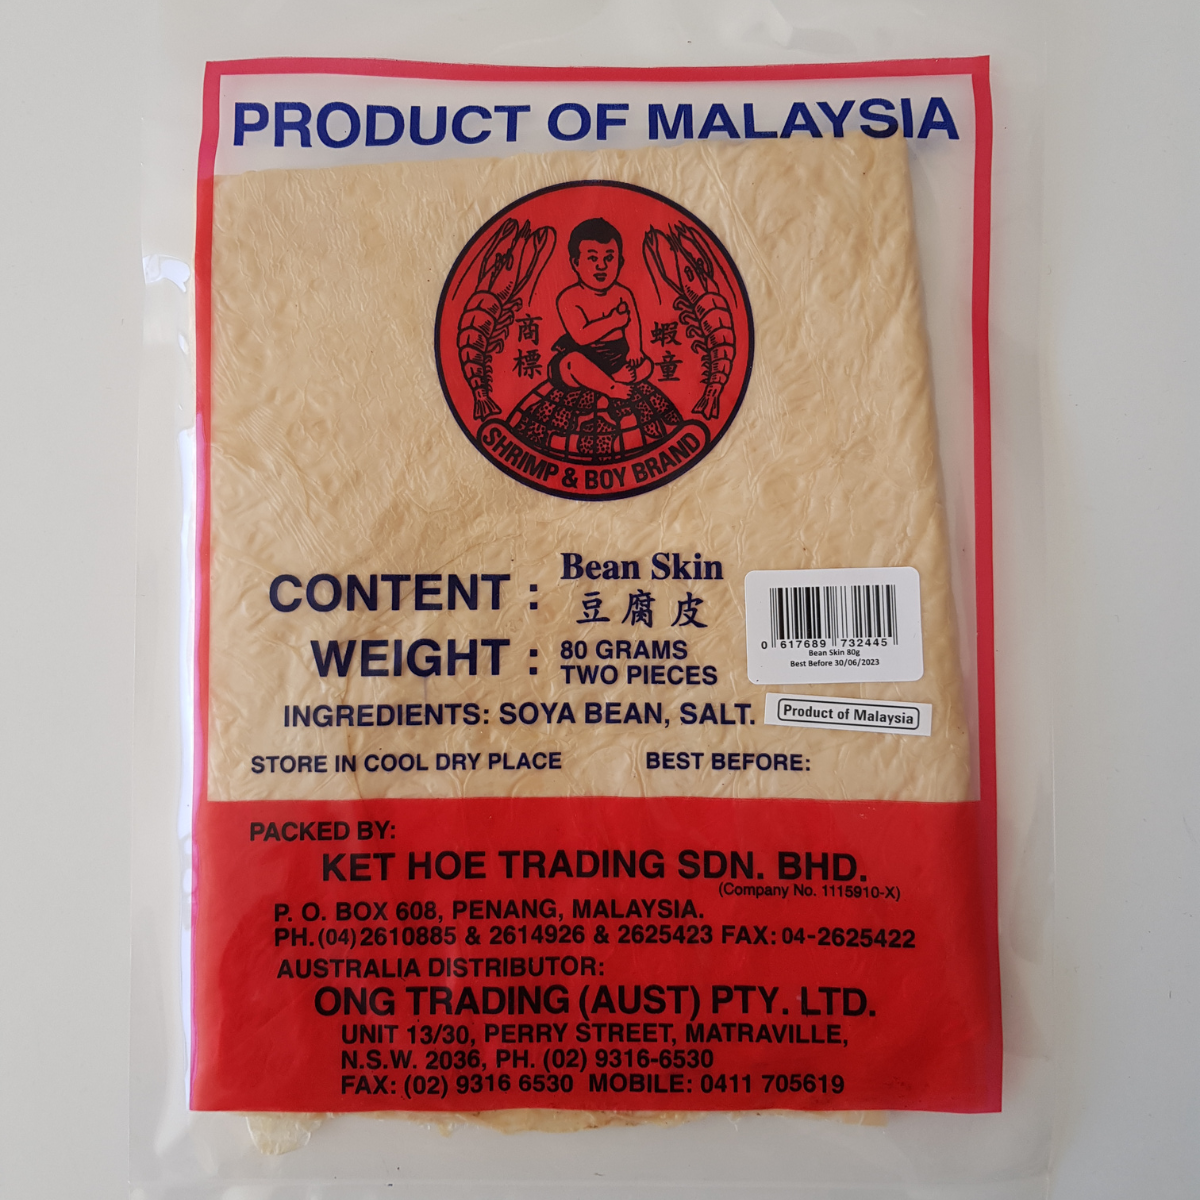 PRODUCT OF MALAYSIA
商標
蝦童
SHRIMP & BOY BRAND
CONTENT : Bean Skin
豆腐皮
WEIGHT : 80 GRAMS
TWO PIECES
0 617689 732445
Bean Skin 80g
Best Before 30/06/2023
INGREDIENTS: SOYA BEAN, SALT.
Product of Malaysia
STORE IN COOL DRY PLACE BEST BEFORE:
PACKED BY:
KET HOE TRADING SDN. BHD.
(Company No. 1115910-X)
P. O. BOX 608, PENANG, MALAYSIA.
PH.(04)2610885 & 2614926 & 2625423 FAX: 04-2625422
AUSTRALIA DISTRIBUTOR:
ONG TRADING (AUST) PTY. LTD.
UNIT 13/30, PERRY STREET, MATRAVILLE,
N.S.W. 2036, PH. (02) 9316-6530
FAX: (02) 9316 6530 MOBILE: 0411 705619